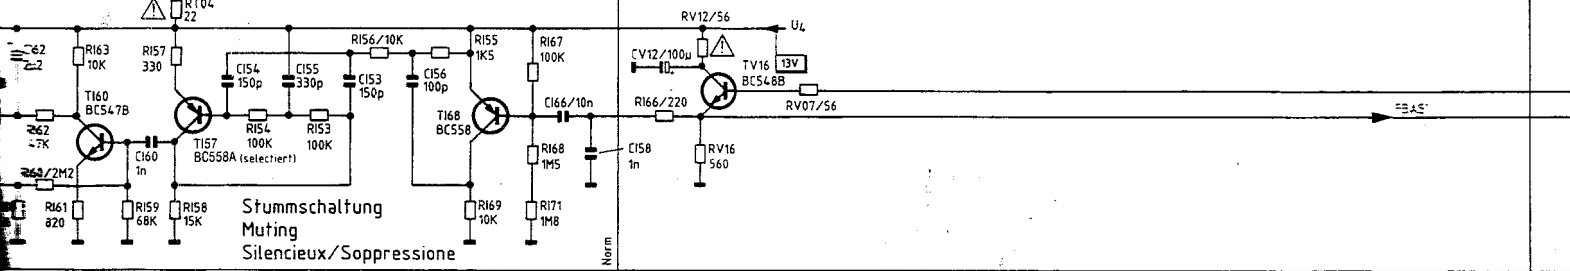 R104
22
RV12/56
U4
R163
10K
R157
330
R156/10K
R155
1K5
R167
100K
CV12/100µ
13V
C154
150p
C155
330p
C153
150p
C156
100p
TV16
BC548B
T160
BC547B
C166/10n
R166/220
RV07/56
T157
BC558A (selectiert)
R154
100K
R153
100K
T168
BC558
C160
1n
R168
1M5
C158
1n
RV16
560
R161
820
R159
68K
R158
15K
R169
10K
R171
1M8
Stummschaltung
Muting
Silencieux/Soppressione
Norm